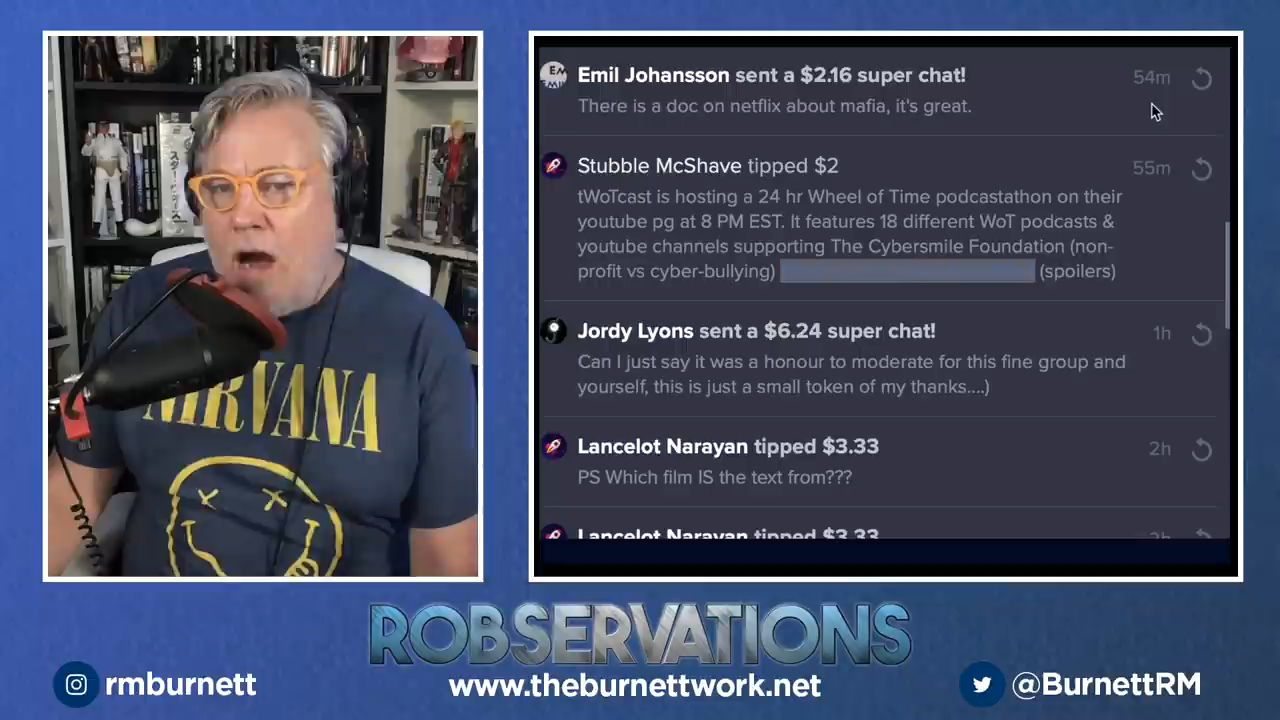 NIRVANA
Emil Johansson sent a $2.16 super chat!
54m
There is a doc on netflix about mafia, it's great.
Stubble McShave tipped $2
55m
tWoTcast is hosting a 24 hr Wheel of Time podcastathon on their
youtube pg at 8 PM EST. It features 18 different WoT podcasts &
youtube channels supporting The Cybersmile Foundation (non-
profit vs cyber-bullying) (spoilers)
Jordy Lyons sent a $6.24 super chat!
1h
Can I just say it was a honour to moderate for this fine group and
yourself, this is just a small token of my thanks....)
Lancelot Narayan tipped $3.33
2h
PS Which film IS the text from???
Lancelot Narayan tipped $3.33
2h
ROBSERVATIONS
rmburnett
www.theburnettwork.net
@BurnettRM